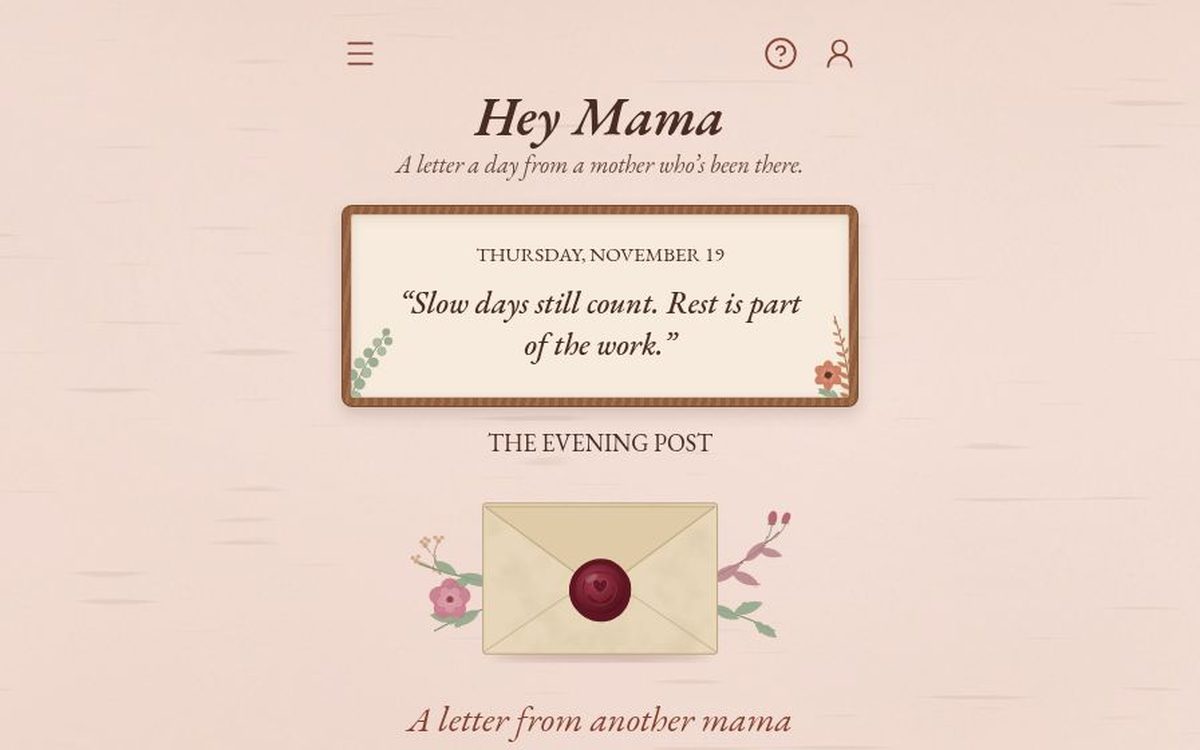 Hey Mama
A letter a day from a mother who’s been there.
THURSDAY, NOVEMBER 19
“Slow days still count. Rest is part
of the work.”
THE EVENING POST
A letter from another mama